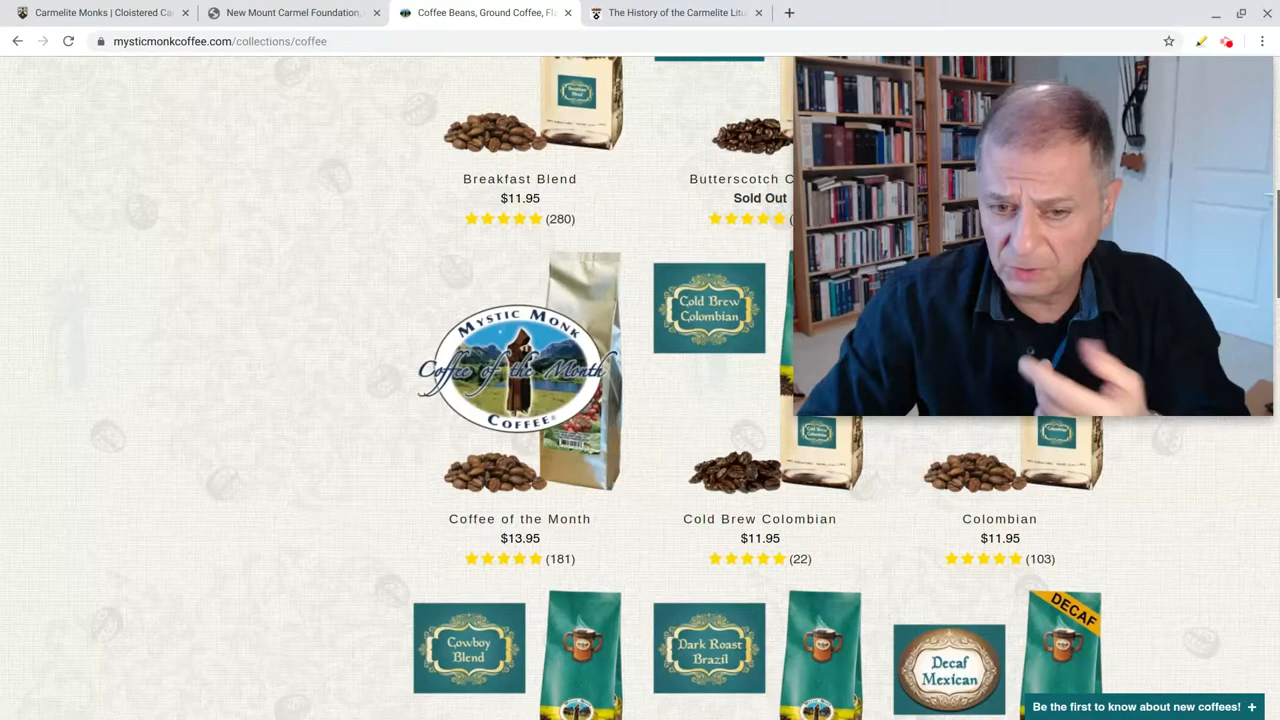 Carmelite Monks | Cloistered Ca
New Mount Carmel Foundation,
Coffee Beans, Ground Coffee, Fla
The History of the Carmelite Litu
mysticmonkcoffee.com/collections/coffee
Breakfast Blend
Breakfast Blend
$11.95
(280)
Butterscotch C
Sold Out
MYSTIC MONK
Coffee of the Month
COFFEE
Cold Brew
Colombian
Cold Brew
Colombian
Colombian
Coffee of the Month
$13.95
(181)
Cold Brew Colombian
$11.95
(22)
Colombian
$11.95
(103)
Cowboy
Blend
Dark Roast
Brazil
Decaf
Mexican
DECAF
Be the first to know about new coffees! +